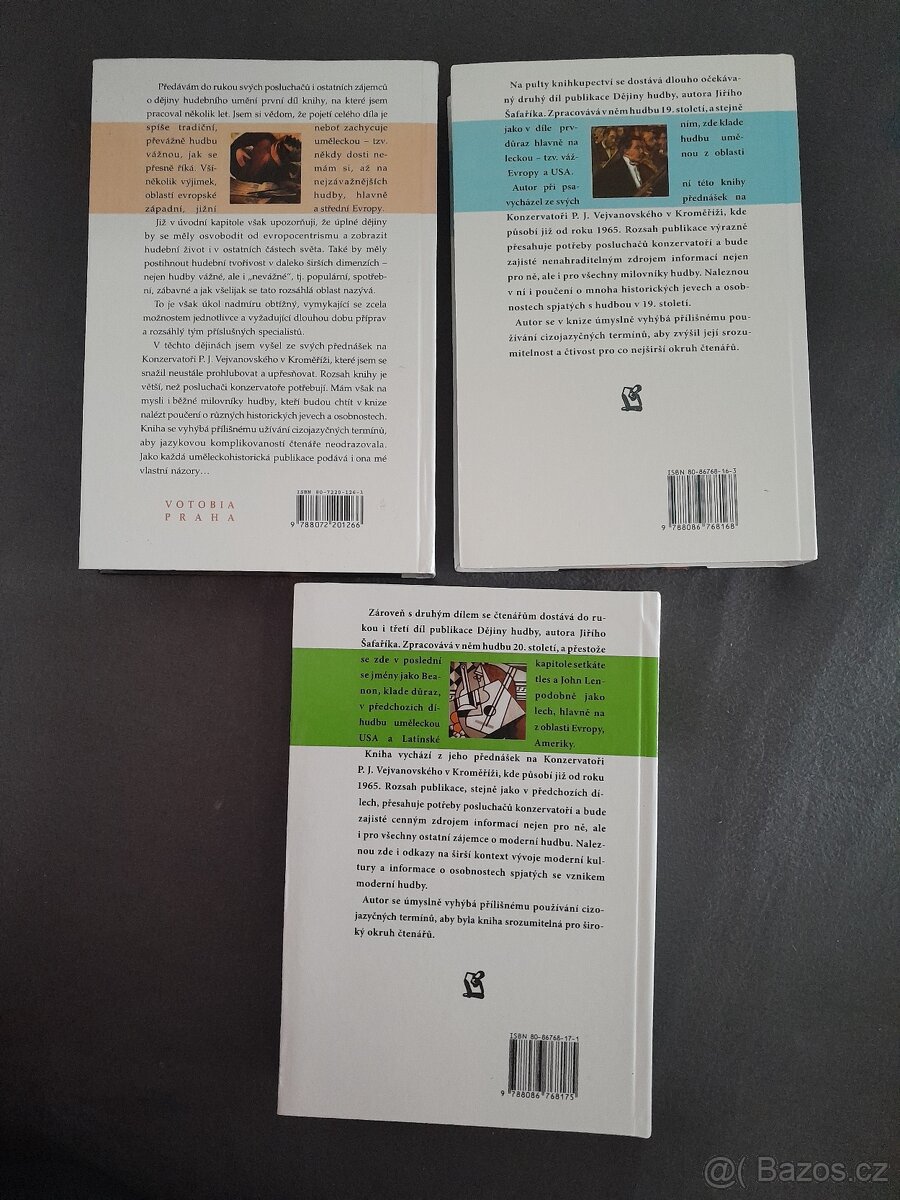 Předávám do rukou svých posluchačů i ostatních zájemců
o dějiny hudebního umění první díl knihy, na které jsem
pracoval několik let. Jsem si vědom, že pojetí celého díla je
spíše tradiční, neboť zachycuje
převážně hudbu uměleckou – tzv.
vážnou, jak se někdy dosti ne-
přesně říká. Vší- mám si, až na
několik výjimek, nejzávažnějších
oblastí evropské hudby, hlavně
západní, jižní a střední Evropy.
Již v úvodní kapitole však upozorňuji, že úplné dějiny
by se měly osvobodit od evropocentrismu a zobrazit
hudební život i v ostatních částech světa. Také by měly
postihnout hudební tvořivost v daleko širších dimenzích –
nejen hudby vážné, ale i „nevážné“, tj. populární, spotřeb-
ní, zábavné a jak všelijak se tato rozsáhlá oblast nazývá.
To je však úkol nadmíru obtížný, vymykající se zcela
možnostem jednotlivce a vyžadující dlouhou dobu příprav
a rozsáhlý tým příslušných specialistů.
V těchto dějinách jsem vyšel ze svých přednášek na
Konzervatoři P. J. Vejvanovského v Kroměříži, které jsem se
snažil neustále prohlubovat a upřesňovat. Rozsah knihy je
větší, než posluchači konzervatoře potřebují. Mám však na
mysli i běžné milovníky hudby, kteří budou chtít v knize
nalézt poučení o různých historických jevech a osobnostech.
Kniha se vyhýbá přílišnému užívání cizojazyčných termínů,
aby jazykovou komplikovaností čtenáře neodrazovala.
Jako každá uměleckohistorická publikace podává i ona mé
vlastní názory…
VOTOBIA
PRAHA
ISBN 80-7220-126-3
9 788072 201266
Na pulty knihkupectví se dostává dlouho očekáva-
ný druhý díl publikace Dějiny hudby, autora Jiřího
Šafaříka. Zpracovává v něm hudbu 19. století, a stejně
jako v díle prv- ním, zde klade
důraz hlavně na hudbu umě-
leckou – tzv. váž- nou z oblasti
Evropy a USA.
Autor při psa- ní této knihy
vycházel ze svých přednášek na
Konzervatoři P. J. Vejvanovského v Kroměříži, kde
působí již od roku 1965. Rozsah publikace výrazně
přesahuje potřeby posluchačů konzervatoří a bude
zajisté nenahraditelným zdrojem informací nejen
pro ně, ale i pro všechny milovníky hudby. Naleznou
v ní i poučení o mnoha historických jevech a osob-
nostech spjatých s hudbou v 19. století.
Autor se v knize úmyslně vyhýbá přílišnému pou-
žívání cizojazyčných termínů, aby zvýšil její srozu-
mitelnost a čtivost pro co nejširší okruh čtenářů.
ISBN 80-86768-16-3
9 788086 768168
Zároveň s druhým dílem se čtenářům dostává do ru-
kou i třetí díl publikace Dějiny hudby, autora Jiřího
Šafaříka. Zpracovává v něm hudbu 20. století, a přestože
se zde v poslední kapitole setkáte
se jmény jako Bea- tles a John Len-
non, klade důraz, podobně jako
v předchozích dí- lech, hlavně na
hudbu uměleckou z oblasti Evropy,
USA a Latinské Ameriky.
Kniha vychází z jeho přednášek na Konzervatoři
P. J. Vejvanovského v Kroměříži, kde působí již od roku
1965. Rozsah publikace, stejně jako v předchozích dí-
lech, přesahuje potřeby posluchačů konzervatoří a bude
zajisté cenným zdrojem informací nejen pro ně, ale
i pro všechny ostatní zájemce o moderní hudbu. Nalez-
nou zde i odkazy na širší kontext vývoje moderní kul-
tury a informace o osobnostech spjatých se vznikem
moderní hudby.
Autor se úmyslně vyhýbá přílišnému používání cizo-
jazyčných termínů, aby byla kniha srozumitelná pro širo-
ký okruh čtenářů.
ISBN 80-86768-17-1
9 788086 768175
@( Bazos.cz